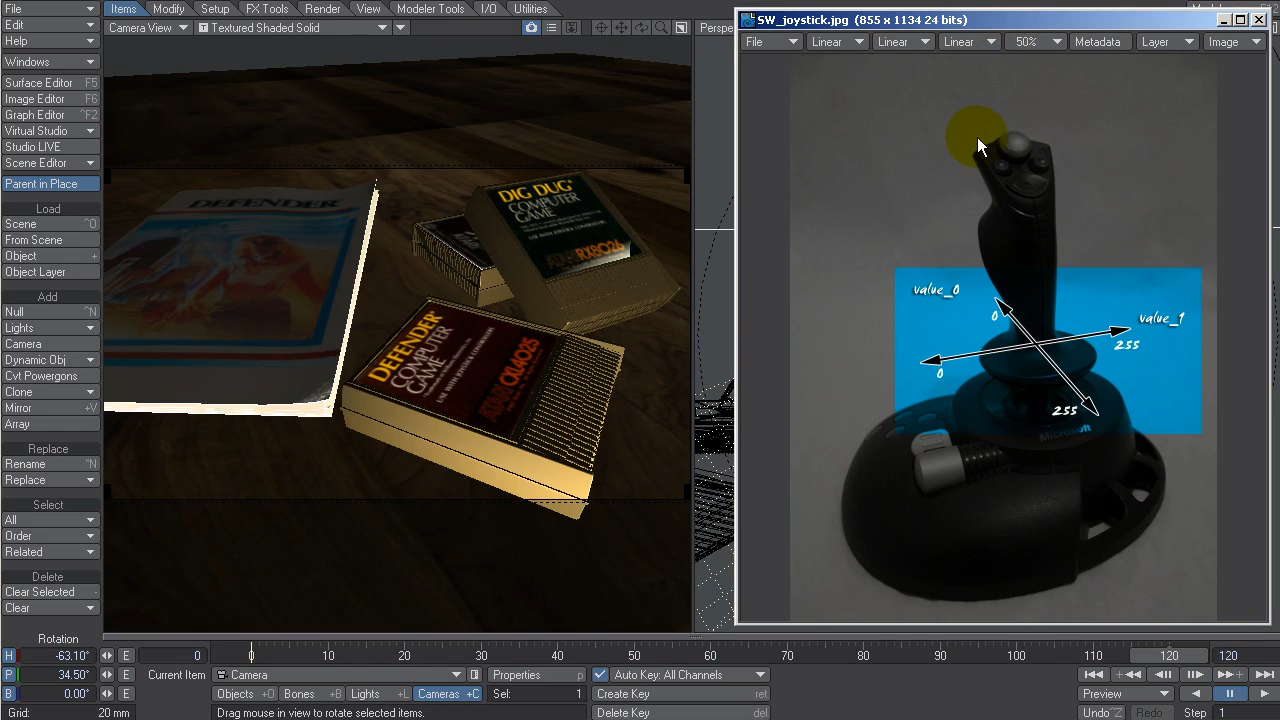 File
Items
Modify
Setup
FX Tools
Render
View
Modeler Tools
I/O
Utilities
Edit
Help
Windows
Surface Editor F5
Image Editor F6
Graph Editor ^F2
Virtual Studio
Studio LIVE
Scene Editor
Parent in Place
Load
Scene ^O
From Scene
Object +
Object Layer
Add
Null ^N
Lights
Camera
Dynamic Obj
Cvt Powergons
Clone
Mirror +V
Array
Replace
Rename ^N
Replace
Select
All
Order
Related
Delete
Clear Selected -
Clear
Rotation
H -63.10° E
P 34.50° E
B 0.00° E
Grid: 20 mm
Camera View
Textured Shaded Solid
Perspe
DEFENDER
DIG DUG
COMPUTER
GAME
DEFENDER
COMPUTER
GAME
SW_joystick.jpg (855 x 1134 24 bits)
File
Linear
Linear
Linear
50%
Metadata
Layer
Image
value_0
0
value_1
255
0
255
Microsoft
0
0 10 20 30 40 50 60 70 80 90 100 110 120
120
Current Item
Camera
Properties p
Auto Key: All Channels
Objects +O
Bones +B
Lights +L
Cameras +C
Sel: 1
Create Key ret
Preview
Drag mouse in view to rotate selected items.
Delete Key del
Undo ^Z
Redo
Step 1